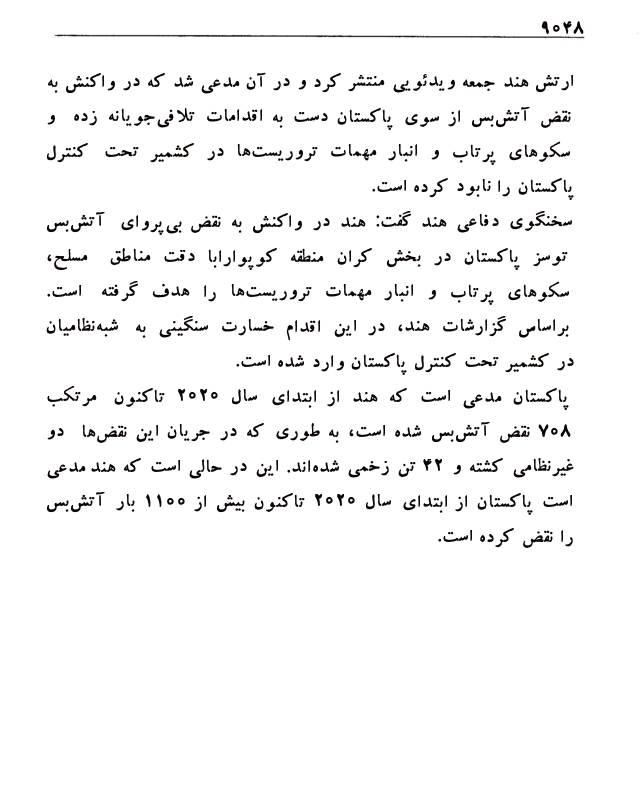 ۹۰۴۸
ارتش هند جمعه ویدئویی منتشر کرد و در آن مدعی شد که در واکنش به
نقض آتش‌بس از سوی پاکستان دست به اقدامات تلافی‌جویانه زده و
سکوهای پرتاب و انبار مهمات تروریست‌ها در کشمیر تحت کنترل
پاکستان را نابود کرده است.
سخنگوی دفاعی هند گفت: هند در واکنش به نقض بی‌پروای آتش‌بس
توسز پاکستان در بخش کران منطقه کوپوارابا دقت مناطق مسلح،
سکوهای پرتاب و انبار مهمات تروریست‌ها را هدف گرفته است.
براساس گزارشات هند، در این اقدام خسارت سنگینی به شبه‌نظامیان
در کشمیر تحت کنترل پاکستان وارد شده است.
پاکستان مدعی است که هند از ابتدای سال ۲۰۲۰ تاکنون مرتکب
۷۰۸ نقض آتش‌بس شده است، به طوری که در جریان این نقض‌ها دو
غیرنظامی کشته و ۴۲ تن زخمی شده‌اند. این در حالی است که هند مدعی
است پاکستان از ابتدای سال ۲۰۲۰ تاکنون بیش از ۱۱۰۰ بار آتش‌بس
را نقض کرده است.